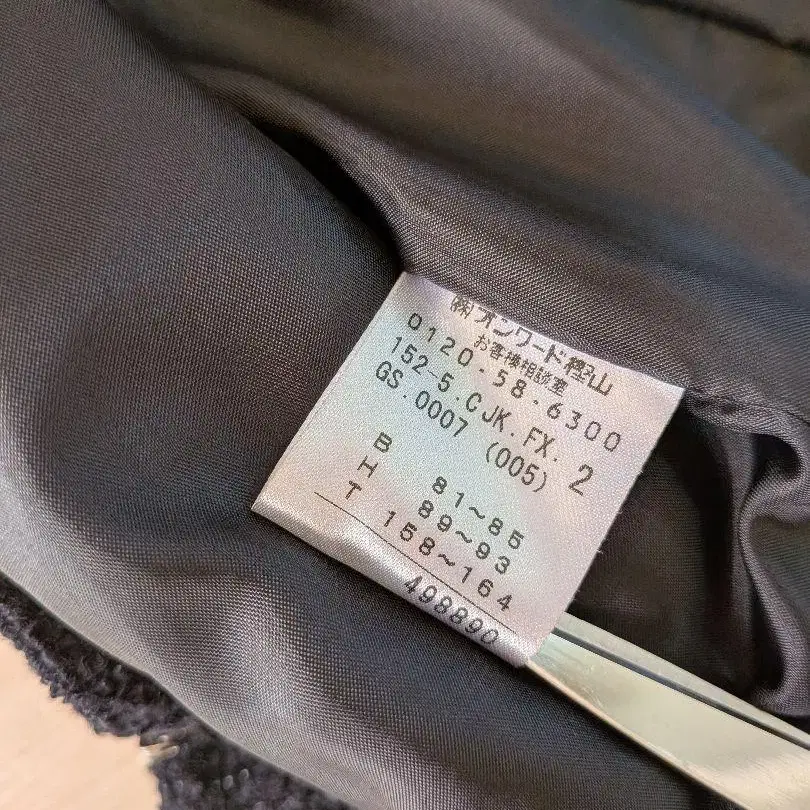 ㈱オンワード樫山
お客様相談室
0120・58・6300
152-5.CJK.FX. 2
GS.0007 (005)
B 81~85
H 89~93
T 158~164
498890